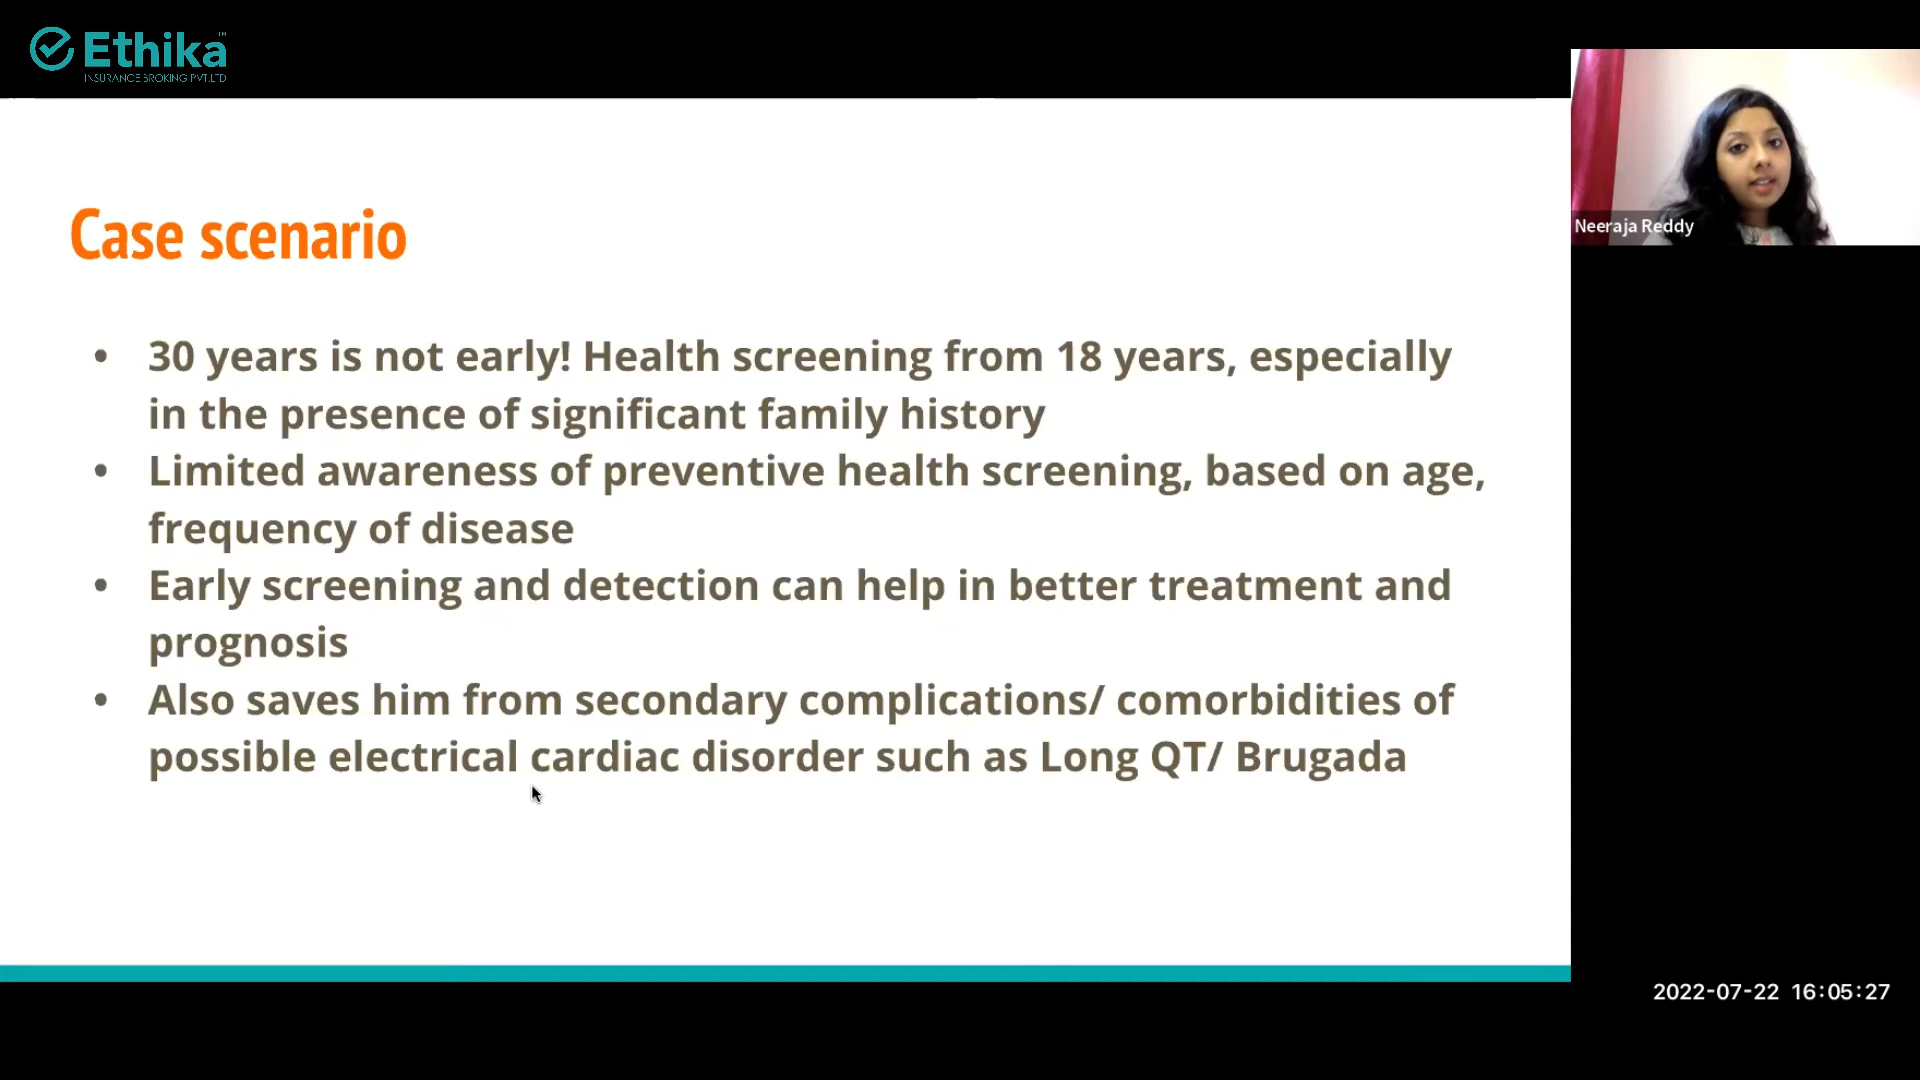 Ethika
TM
INSURANCE BROKING PVT.LTD
Neeraja Reddy
Case scenario
• 30 years is not early! Health screening from 18 years, especially
in the presence of significant family history
• Limited awareness of preventive health screening, based on age,
frequency of disease
• Early screening and detection can help in better treatment and
prognosis
• Also saves him from secondary complications/ comorbidities of
possible electrical cardiac disorder such as Long QT/ Brugada
2022-07-22 16:05:27